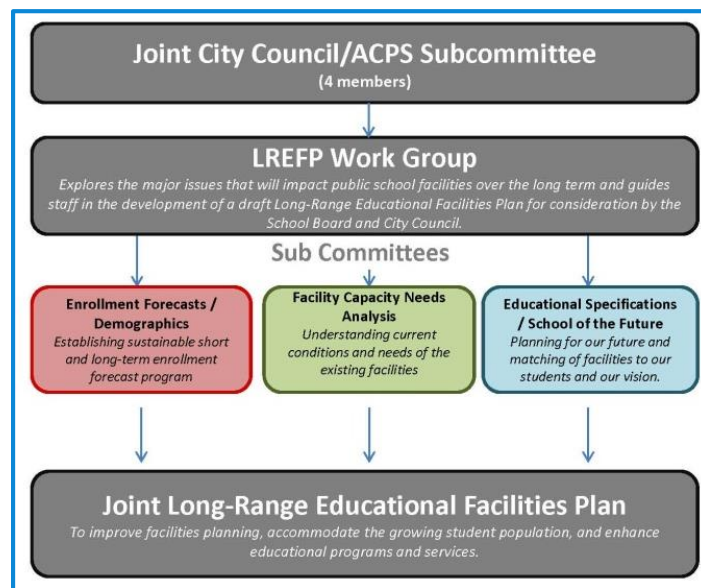 Joint City Council/ACPS Subcommittee
(4 members)
LREFP Work Group
Explores the major issues that will impact public school facilities over the long term and guides
staff in the development of a draft Long-Range Educational Facilities Plan for consideration by the
School Board and City Council.
Sub Committees
Enrollment Forecasts /
Demographics
Establishing sustainable short
and long-term enrollment
forecast program
Facility Capacity Needs
Analysis
Understanding current
conditions and needs of the
existing facilities
Educational Specifications
/ School of the Future
Planning for our future and
matching of facilities to our
students and our vision.
Joint Long-Range Educational Facilities Plan
To improve facilities planning, accommodate the growing student population, and enhance
educational programs and services.